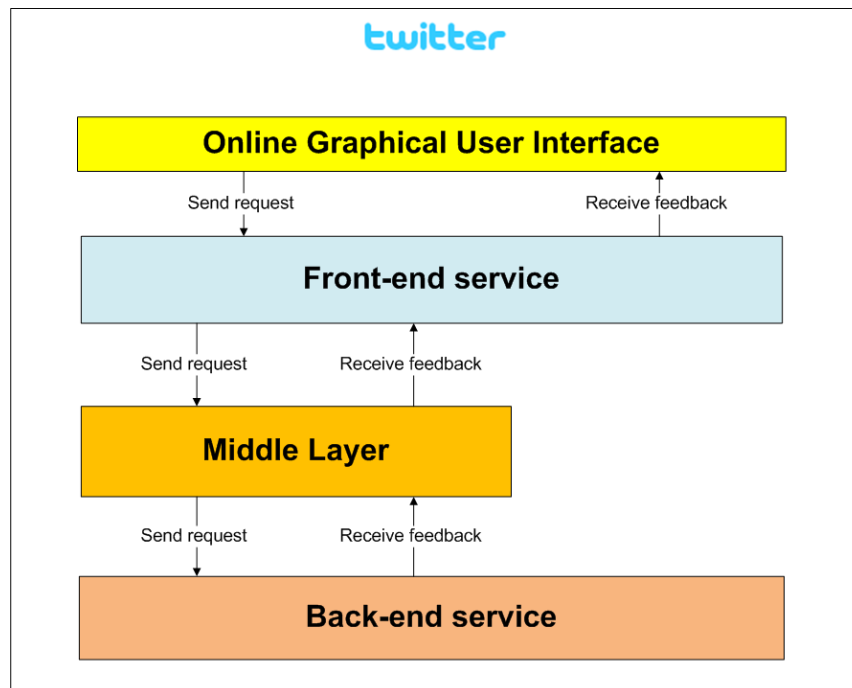 twitter
Online Graphical User Interface
Send request
Receive feedback
Front-end service
Send request
Receive feedback
Middle Layer
Send request
Receive feedback
Back-end service